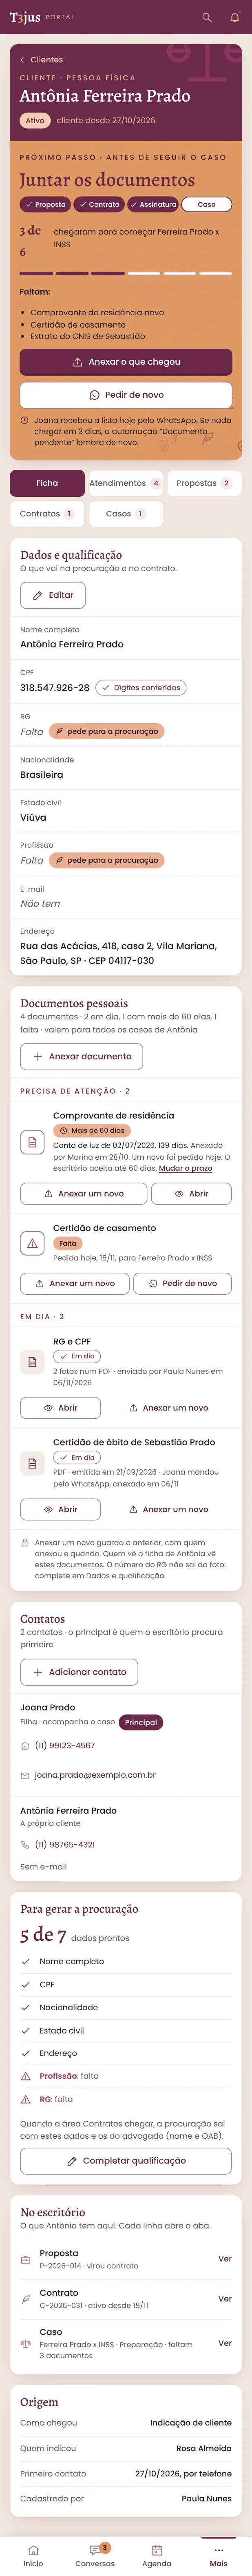 T3jus PORTAL
Clientes
CLIENTE · PESSOA FÍSICA
Antônia Ferreira Prado
Ativo cliente desde 27/10/2026
PRÓXIMO PASSO · ANTES DE SEGUIR O CASO
Juntar os documentos
Proposta Contrato Assinatura Caso
3 de 6 chegaram para começar Ferreira Prado x INSS
Faltam:
• Comprovante de residência novo
• Certidão de casamento
• Extrato do CNIS de Sebastião
Anexar o que chegou
Pedir de novo
Joana recebeu a lista hoje pelo WhatsApp. Se nada
chegar em 3 dias, a automação “Documento
pendente” lembra de novo.
Ficha Atendimentos 4 Propostas 2
Contratos 1 Casos 1
Dados e qualificação
O que vai na procuração e no contrato.
Editar
Nome completo
Antônia Ferreira Prado
CPF
318.547.926-28 Dígitos conferidos
RG
Falta pede para a procuração
Nacionalidade
Brasileira
Estado civil
Viúva
Profissão
Falta pede para a procuração
E-mail
Não tem
Endereço
Rua das Acácias, 418, casa 2, Vila Mariana,
São Paulo, SP · CEP 04117-030
Documentos pessoais
4 documentos · 2 em dia, 1 com mais de 60 dias, 1
falta · valem para todos os casos de Antônia
Anexar documento
PRECISA DE ATENÇÃO · 2
Comprovante de residência
Mais de 60 dias
Conta de luz de 02/07/2026, 139 dias. Anexado
por Marina em 28/10. Um novo foi pedido hoje. O
escritório aceita até 60 dias. Mudar o prazo
Anexar um novo Abrir
Certidão de casamento
Falta
Pedida hoje, 18/11, para Ferreira Prado x INSS
Anexar um novo Pedir de novo
EM DIA · 2
RG e CPF
Em dia
2 fotos num PDF · enviado por Paula Nunes em
06/11/2026
Abrir Anexar um novo
Certidão de óbito de Sebastião Prado
Em dia
PDF · emitida em 21/09/2026 · Joana mandou
pelo WhatsApp, anexado em 06/11
Abrir Anexar um novo
Anexar um novo guarda o anterior, com quem
anexou e quando. Quem vê a ficha de Antônia vê
estes documentos. O número do RG não sai da foto:
complete em Dados e qualificação.
Contatos
2 contatos · o principal é quem o escritório procura
primeiro
Adicionar contato
Joana Prado
Filha · acompanha o caso Principal
(11) 99123-4567
joana.prado@exemplo.com.br
Antônia Ferreira Prado
A própria cliente
(11) 98765-4321
Sem e-mail
Para gerar a procuração
5 de 7 dados prontos
Nome completo
CPF
Nacionalidade
Estado civil
Endereço
Profissão: falta
RG: falta
Quando a área Contratos chegar, a procuração sai
com estes dados e os do advogado (nome e OAB).
Completar qualificação
No escritório
O que Antônia tem aqui. Cada linha abre a aba.
Proposta
P-2026-014 · virou contrato
Ver
Contrato
C-2026-031 · ativo desde 18/11
Ver
Caso
Ferreira Prado x INSS · Preparação · faltam
3 documentos
Ver
Origem
Como chegou Indicação de cliente
Quem indicou Rosa Almeida
Primeiro contato 27/10/2026, por telefone
Cadastrado por Paula Nunes
3
Início Conversas Agenda Mais